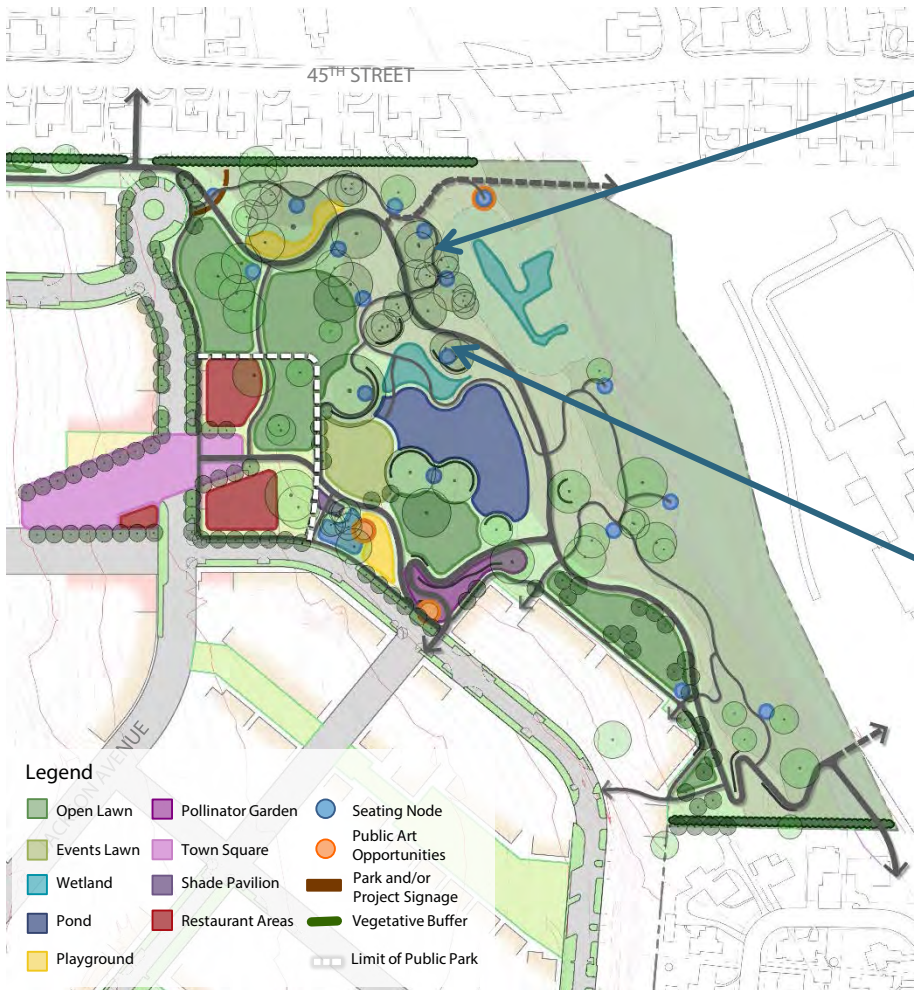 45TH STREET
JACKSON AVENUE
Legend
Open Lawn
Events Lawn
Wetland
Pond
Playground
Pollinator Garden
Town Square
Shade Pavilion
Restaurant Areas
Seating Node
Public Art
Opportunities
Park and/or
Project Signage
Vegetative Buffer
Limit of Public Park